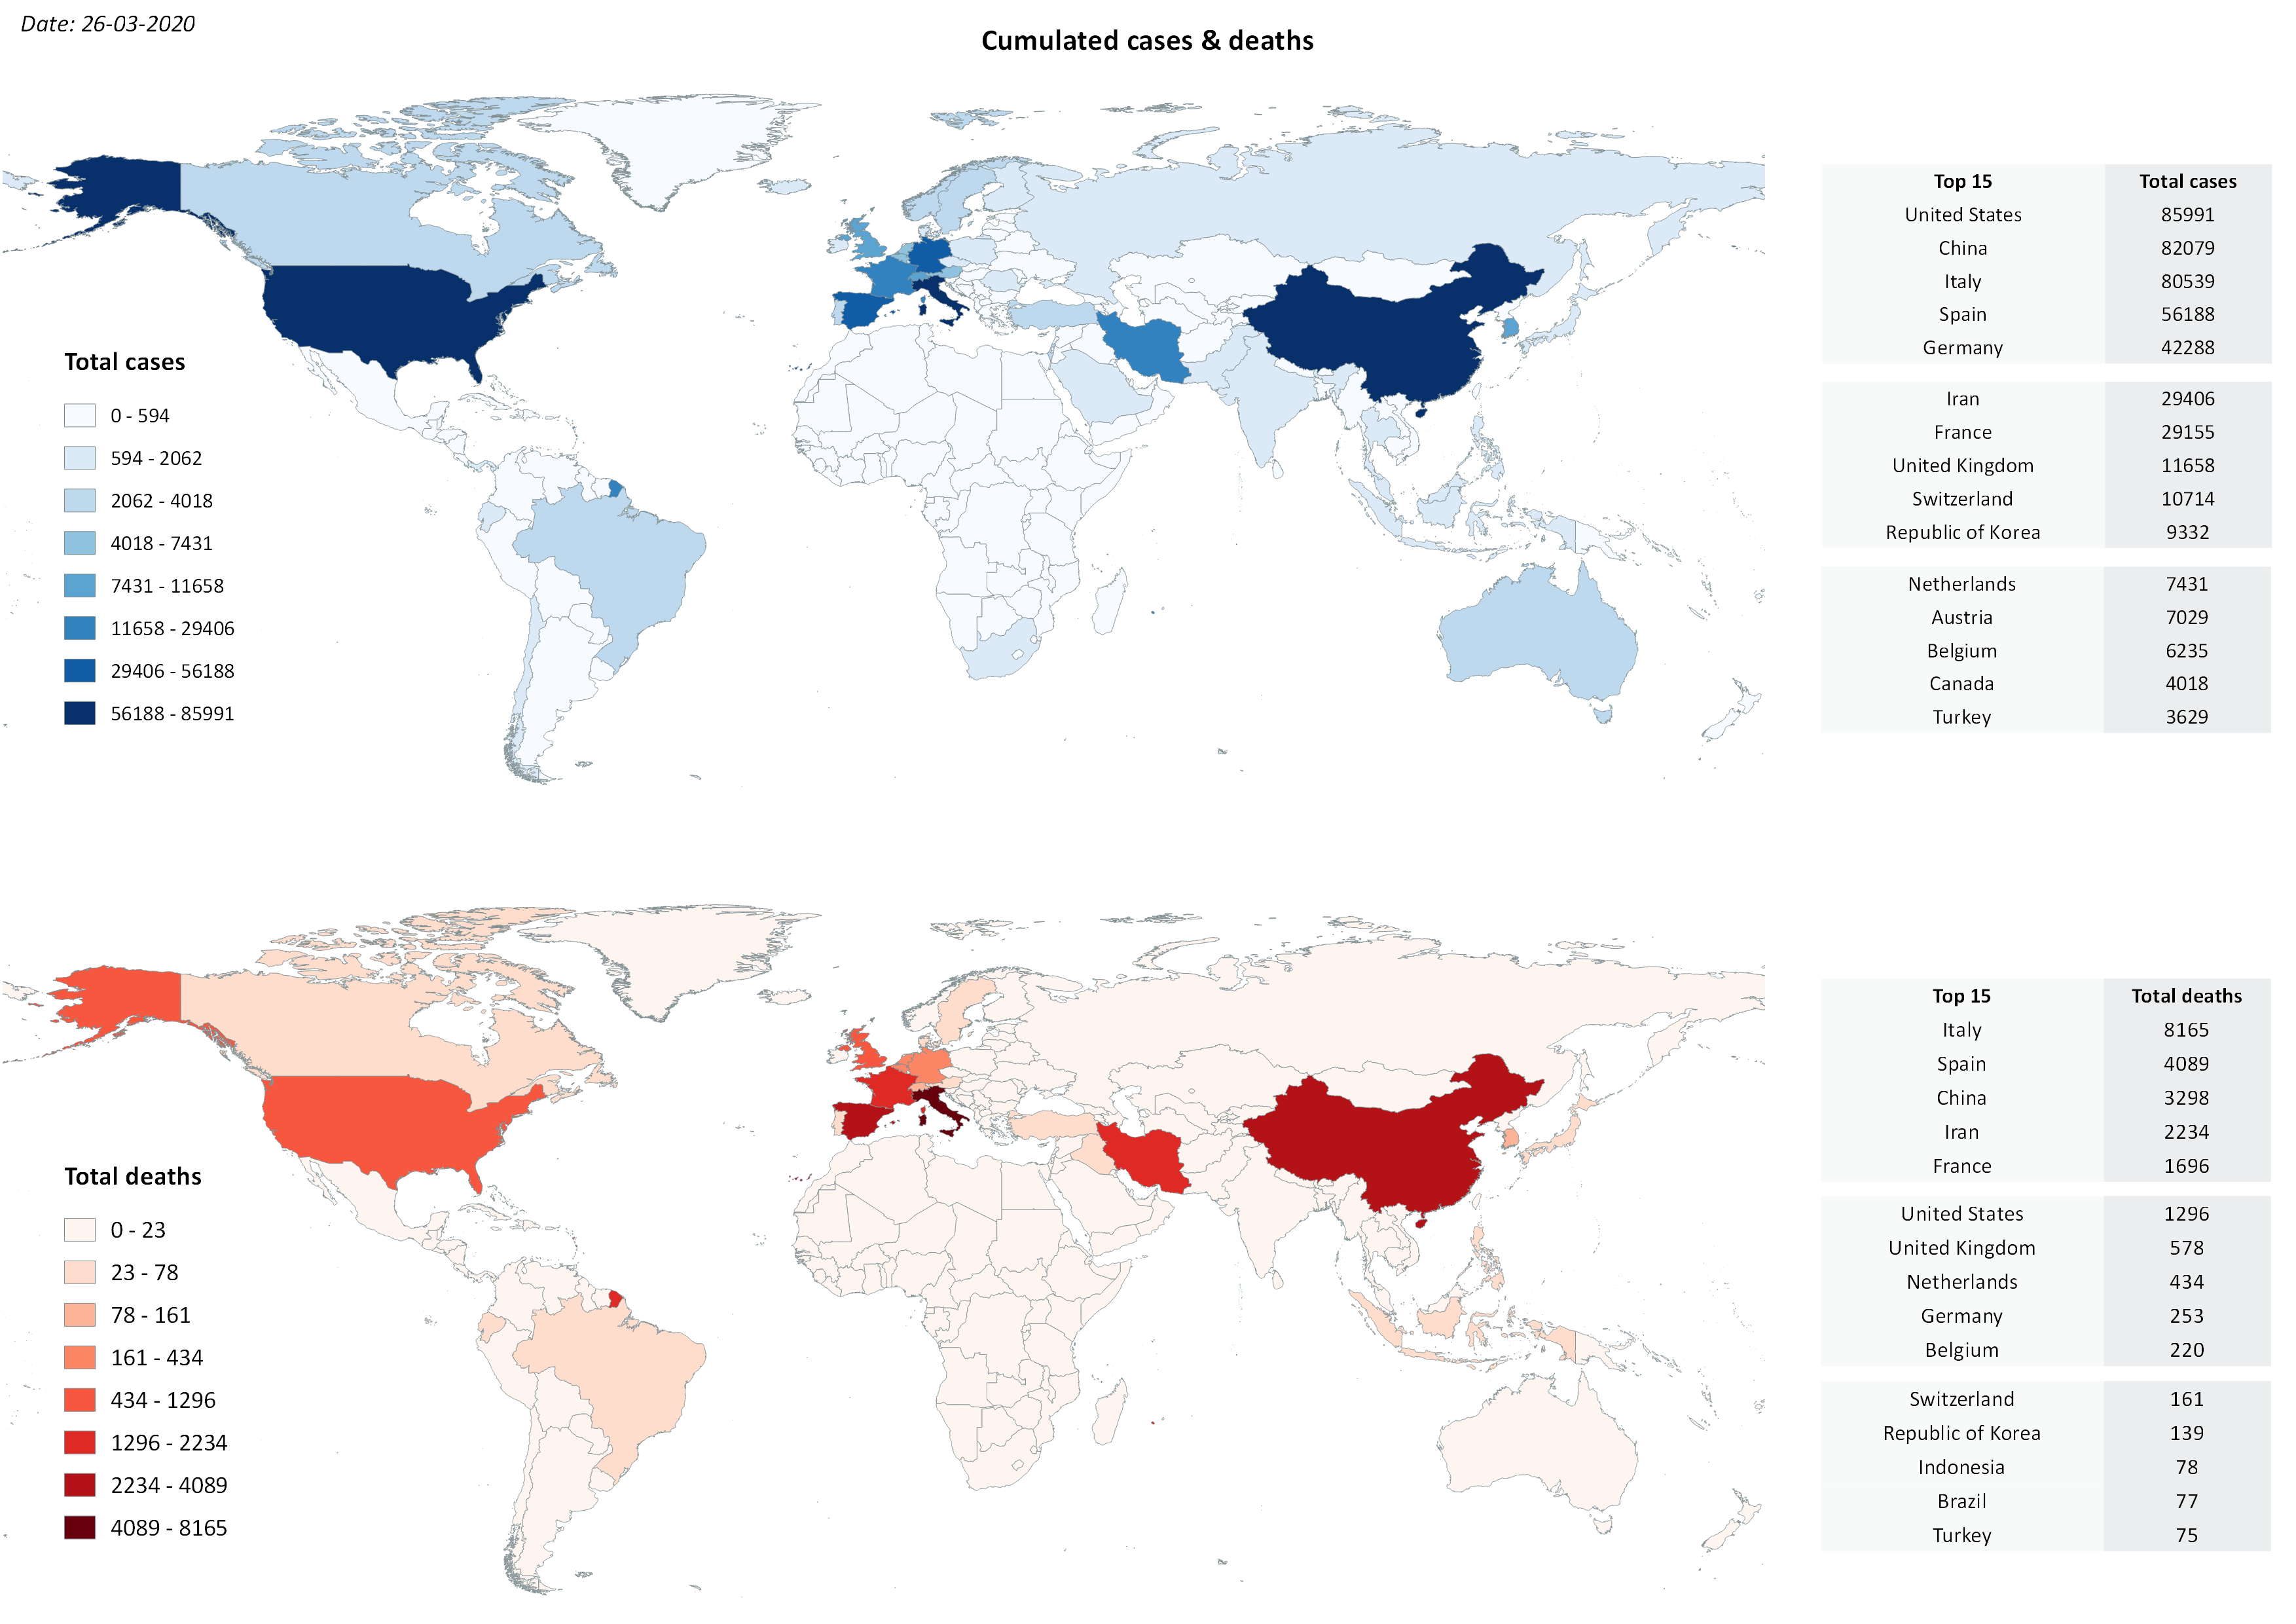 Date: 26-03-2020
Cumulated cases & deaths
Total cases
0 - 594
594 - 2062
2062 - 4018
4018 - 7431
7431 - 11658
11658 - 29406
29406 - 56188
56188 - 85991
Top 15 Total cases
United States 85991
China 82079
Italy 80539
Spain 56188
Germany 42288
Iran 29406
France 29155
United Kingdom 11658
Switzerland 10714
Republic of Korea 9332
Netherlands 7431
Austria 7029
Belgium 6235
Canada 4018
Turkey 3629
Total deaths
0 - 23
23 - 78
78 - 161
161 - 434
434 - 1296
1296 - 2234
2234 - 4089
4089 - 8165
Top 15 Total deaths
Italy 8165
Spain 4089
China 3298
Iran 2234
France 1696
United States 1296
United Kingdom 578
Netherlands 434
Germany 253
Belgium 220
Switzerland 161
Republic of Korea 139
Indonesia 78
Brazil 77
Turkey 75